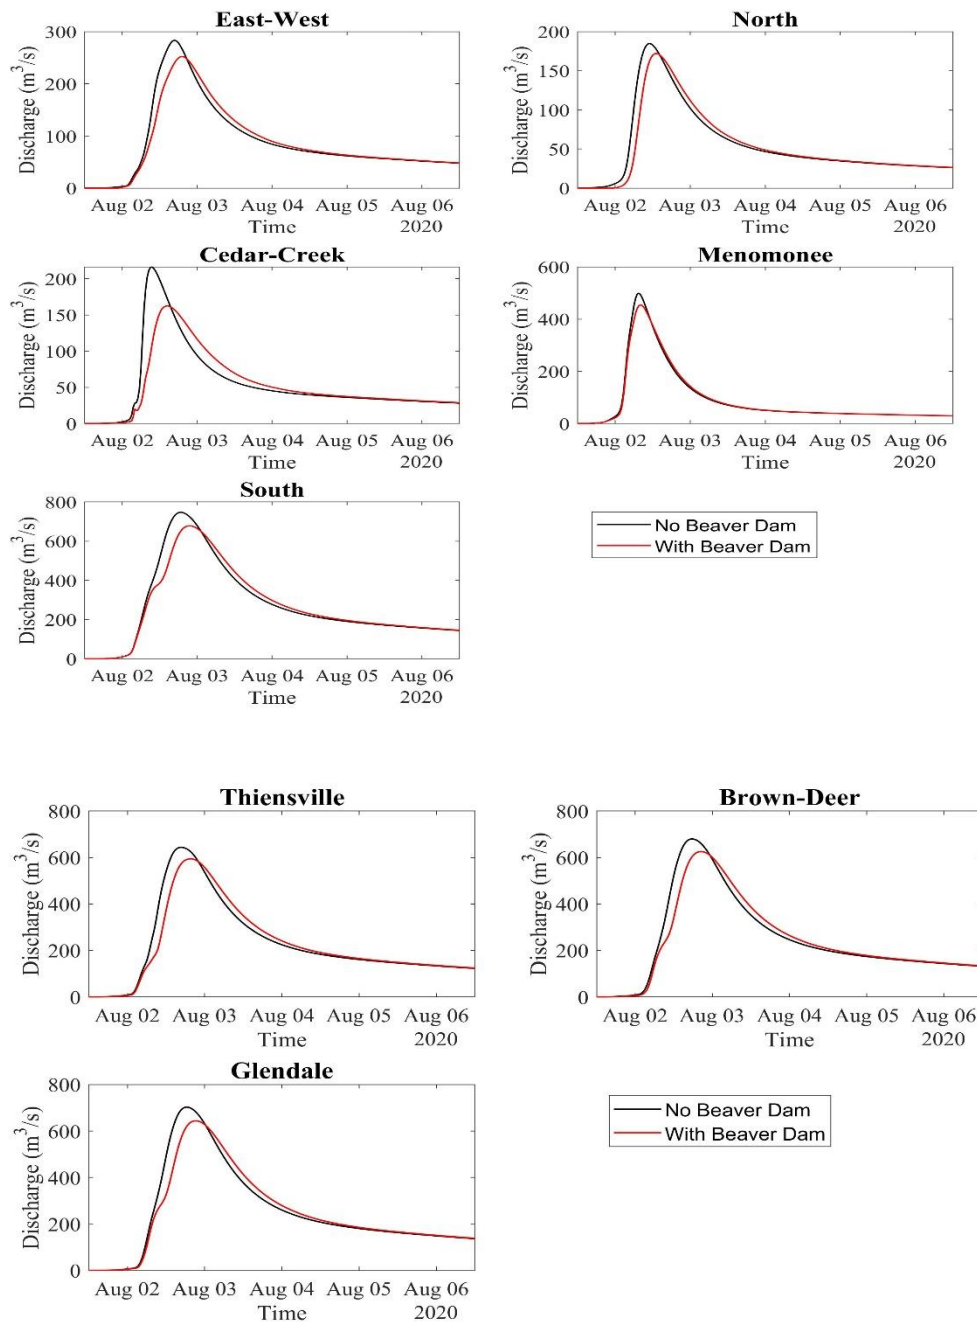 East-West
Discharge (m³/s)
300
200
100
0
Aug 02 Aug 03 Aug 04 Aug 05 Aug 06
Time
2020
North
Discharge (m³/s)
200
150
100
50
0
Aug 02 Aug 03 Aug 04 Aug 05 Aug 06
Time
2020
Cedar-Creek
Discharge (m³/s)
200
150
100
50
0
Aug 02 Aug 03 Aug 04 Aug 05 Aug 06
Time
2020
Menomonee
Discharge (m³/s)
600
400
200
0
Aug 02 Aug 03 Aug 04 Aug 05 Aug 06
Time
2020
South
Discharge (m³/s)
800
600
400
200
0
Aug 02 Aug 03 Aug 04 Aug 05 Aug 06
Time
2020
No Beaver Dam
With Beaver Dam
Thiensville
Discharge (m³/s)
800
600
400
200
0
Aug 02 Aug 03 Aug 04 Aug 05 Aug 06
Time
2020
Brown-Deer
Discharge (m³/s)
800
600
400
200
0
Aug 02 Aug 03 Aug 04 Aug 05 Aug 06
Time
2020
Glendale
Discharge (m³/s)
800
600
400
200
0
Aug 02 Aug 03 Aug 04 Aug 05 Aug 06
Time
2020
No Beaver Dam
With Beaver Dam